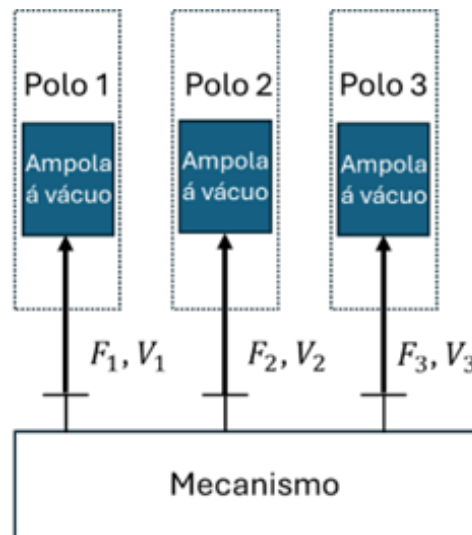 Polo 1 Polo 2 Polo 3
Ampola Ampola Ampola
á vácuo á vácuo á vácuo
F₁, V₁ F₂, V₂ F₃, V₃
Mecanismo